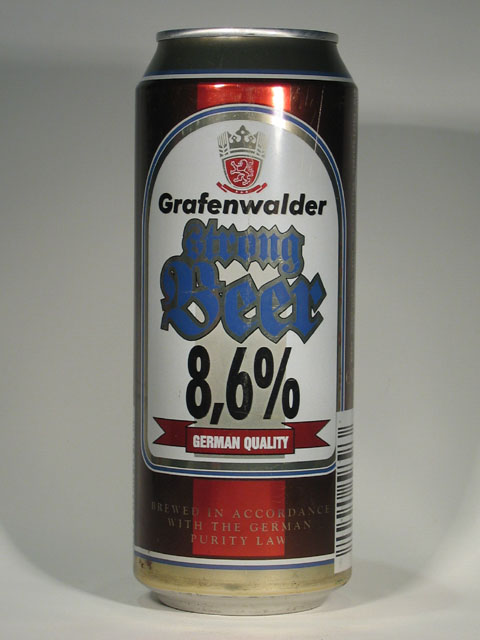 Grafenwalder
strong
Beer
8,6%
GERMAN QUALITY
BREWED IN ACCORDANCE
WITH THE GERMAN
PURITY LAW